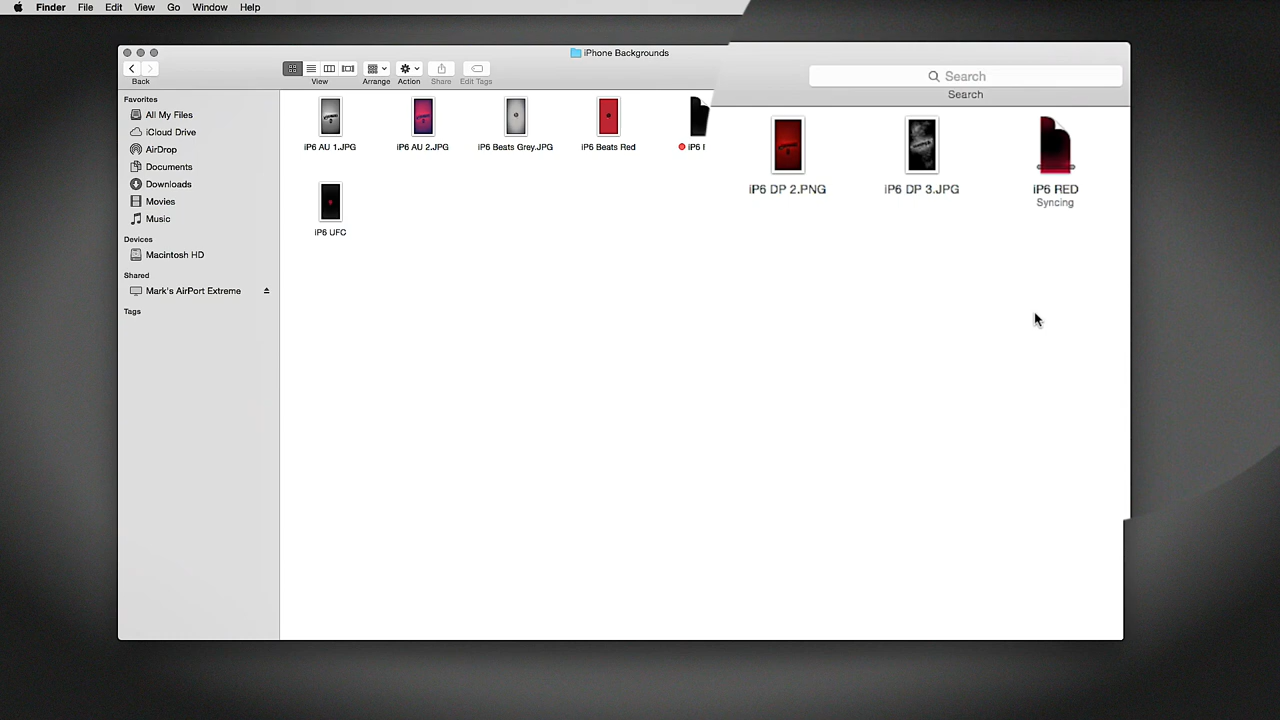 Finder File Edit View Go Window Help
iPhone Backgrounds
Search
Back View Arrange Action Share Edit Tags Search
Favorites
All My Files
iCloud Drive
AirDrop
Documents
Downloads
Movies
Music
Devices
Macintosh HD
Shared
Mark's AirPort Extreme
Tags
iP6 AU 1.JPG iP6 AU 2.JPG iP6 Beats Grey.JPG iP6 Beats Red iP6 DP 2.PNG iP6 DP 3.JPG iP6 RED
Syncing
iP6 UFC